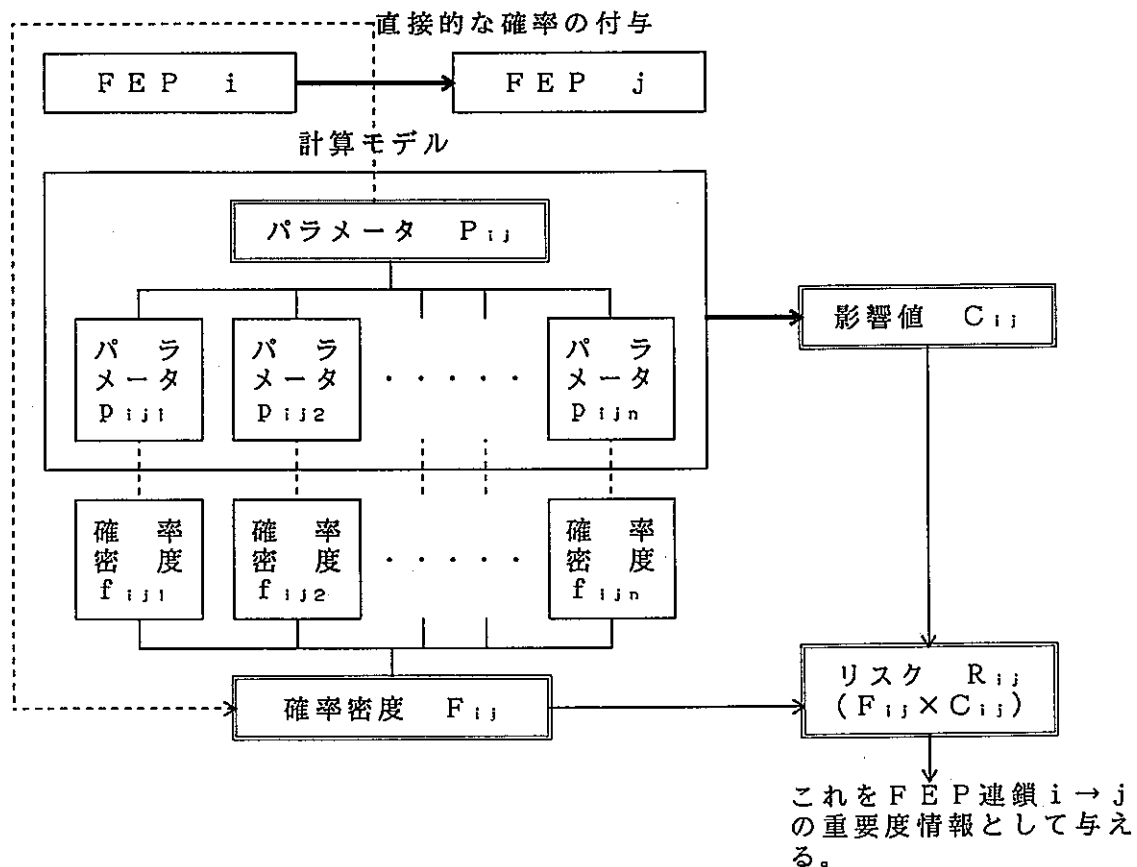 直接的な確率の付与
FEP i
FEP j
計算モデル
パラメータ Pij
パラ
メータ
pij1
パラ
メータ
pij2
・・・・・
パラ
メータ
pijn
影響値 Cij
確率
密度
fij1
確率
密度
fij2
・・・・・
確率
密度
fijn
確率密度 Fij
リスク Rij
(Fij×Cij)
これをFEP連鎖i→j
の重要度情報として与え
る。